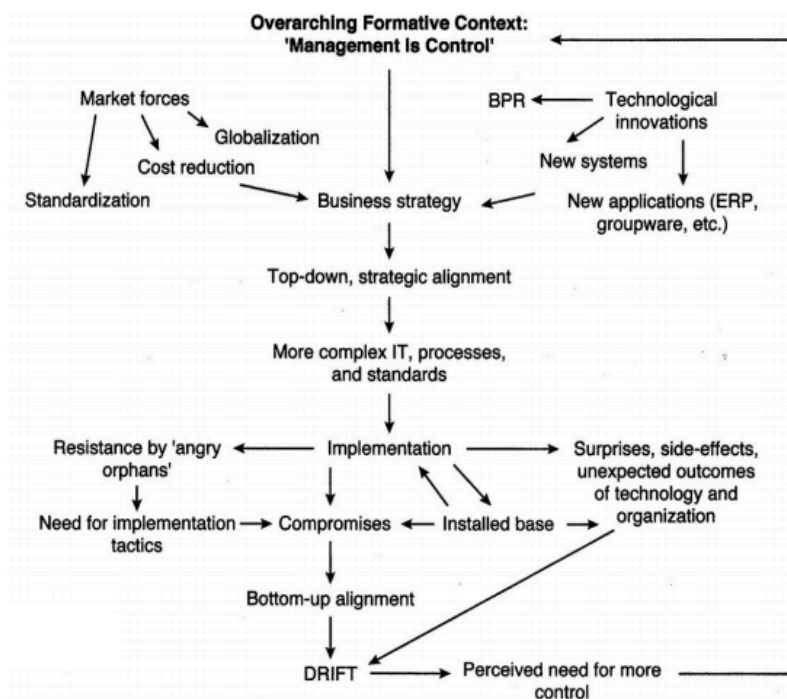 Overarching Formative Context:
'Management Is Control'
Market forces
BPR
Technological
innovations
Globalization
Cost reduction
New systems
Standardization
Business strategy
New applications (ERP,
groupware, etc.)
Top-down, strategic alignment
More complex IT, processes,
and standards
Resistance by 'angry
orphans'
Implementation
Surprises, side-effects,
unexpected outcomes
of technology and
organization
Need for implementation
tactics
Compromises
Installed base
Bottom-up alignment
DRIFT
Perceived need for more
control